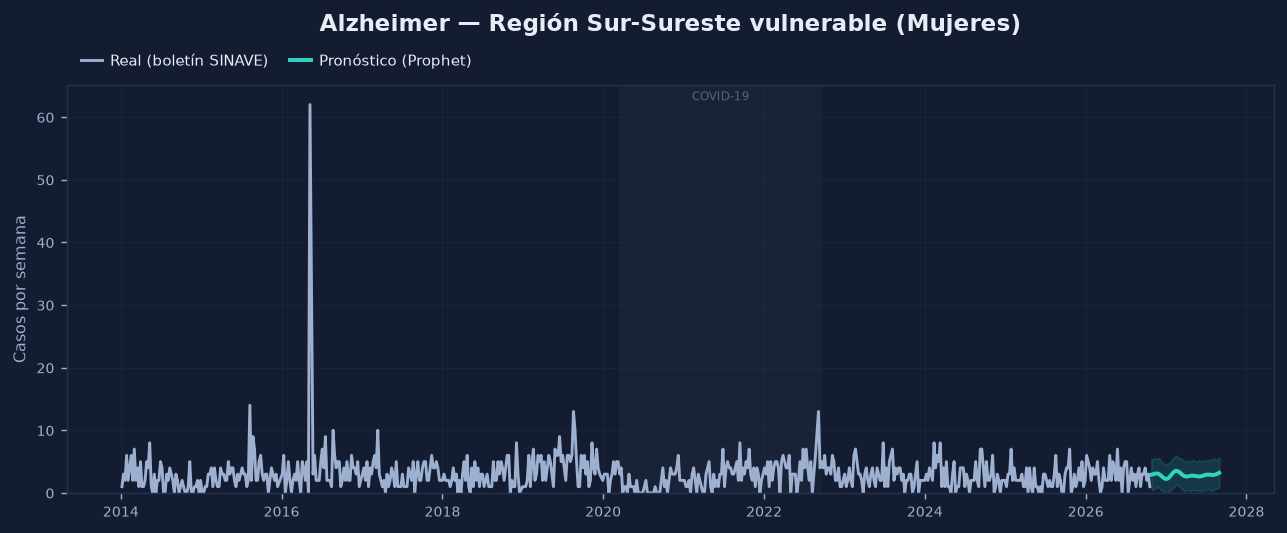 Alzheimer — Región Sur-Sureste vulnerable (Mujeres)
Real (boletín SINAVE) Pronóstico (Prophet)
COVID-19
Casos por semana
60
50
40
30
20
10
0
2014 2016 2018 2020 2022 2024 2026 2028